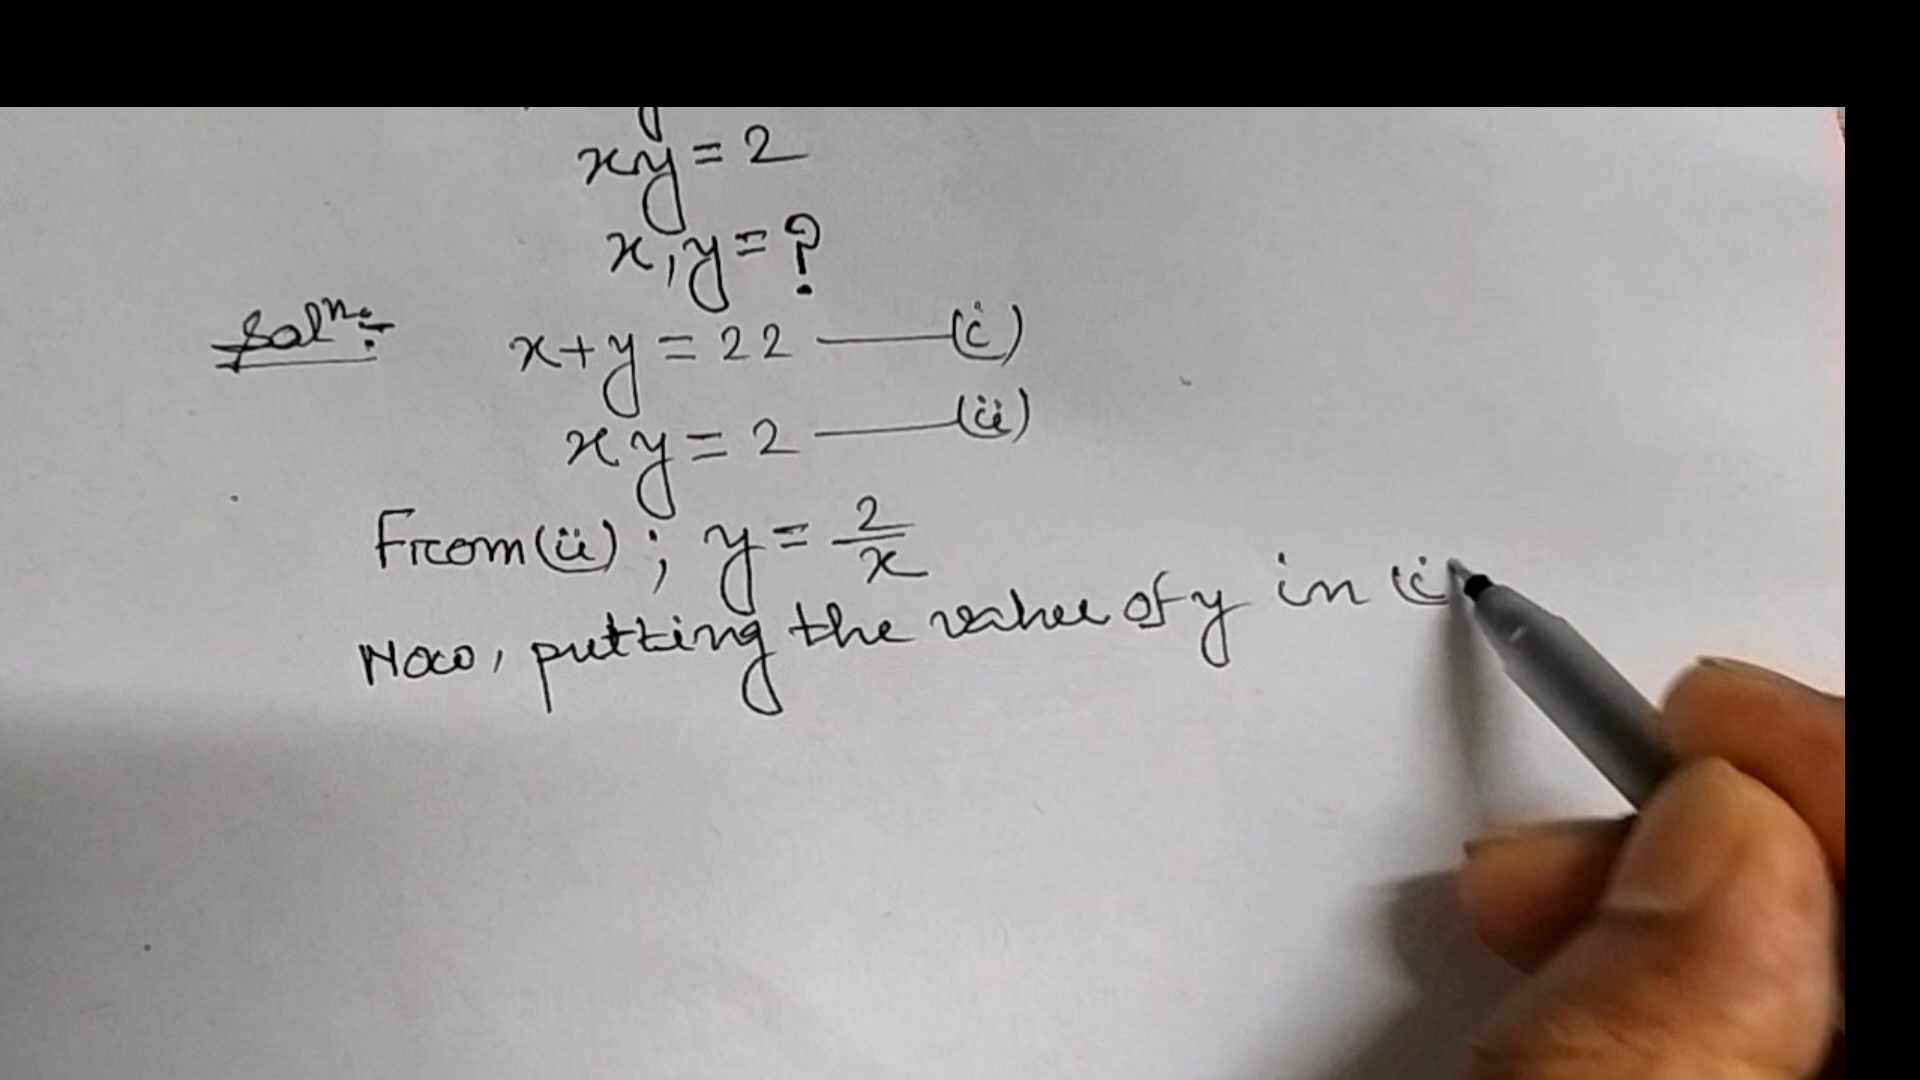 xy = 2
x, y = ?
Solⁿ:-
x + y = 22 —— (i)
xy = 2 —— (ii)
From (ii) ; y = 2/x
Now, putting the value of y in (i